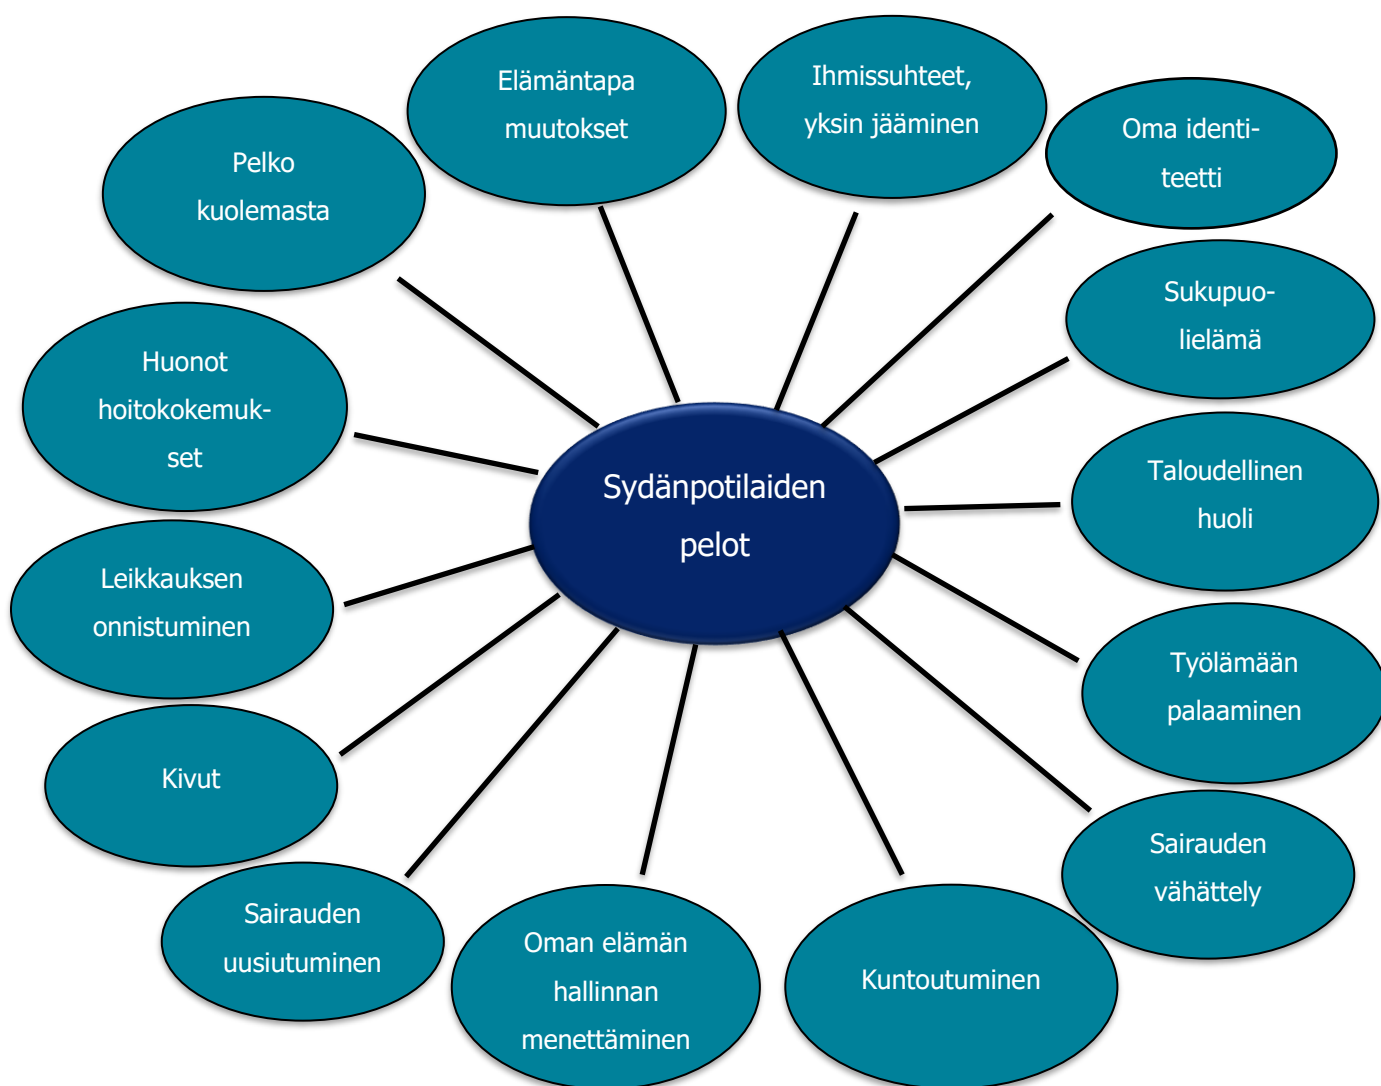 Elämäntapa
muutokset
Ihmissuhteet,
yksin jääminen
Oma identi-
teetti
Pelko
kuolemasta
Sukupuo-
lielämä
Huonot
hoitokokemuk-
set
Sydänpotilaiden
pelot
Taloudellinen
huoli
Leikkauksen
onnistuminen
Työlämään
palaaminen
Kivut
Sairauden
vähättely
Sairauden
uusiutuminen
Oman elämän
hallinnan
menettäminen
Kuntoutuminen